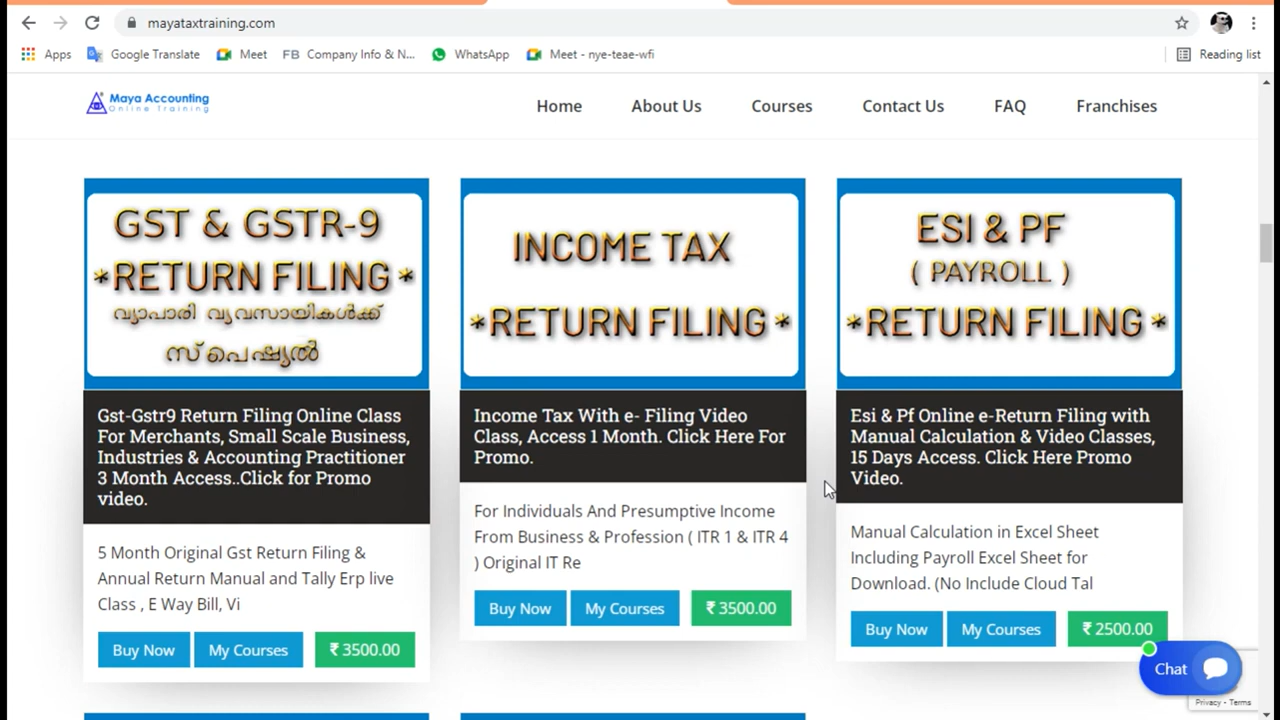 mayataxtraining.com
Apps Google Translate Meet FB Company Info & N... WhatsApp Meet - nye-teae-wfi Reading list
Maya Accounting
Online Training
Home About Us Courses Contact Us FAQ Franchises
GST & GSTR-9
*RETURN FILING*
വ്യാപാരി വ്യവസായികൾക്ക്
സ്പെഷ്യൽ
Gst-Gstr9 Return Filing Online Class
For Merchants, Small Scale Business,
Industries & Accounting Practitioner
3 Month Access..Click for Promo
video.
5 Month Original Gst Return Filing &
Annual Return Manual and Tally Erp live
Class , E Way Bill, Vi
Buy Now My Courses ₹ 3500.00
INCOME TAX
*RETURN FILING*
Income Tax With e- Filing Video
Class, Access 1 Month. Click Here For
Promo.
For Individuals And Presumptive Income
From Business & Profession ( ITR 1 & ITR 4
) Original IT Re
Buy Now My Courses ₹ 3500.00
ESI & PF
( PAYROLL )
*RETURN FILING*
Esi & Pf Online e-Return Filing with
Manual Calculation & Video Classes,
15 Days Access. Click Here Promo
Video.
Manual Calculation in Excel Sheet
Including Payroll Excel Sheet for
Download. (No Include Cloud Tal
Buy Now My Courses ₹ 2500.00
Chat
Privacy - Terms